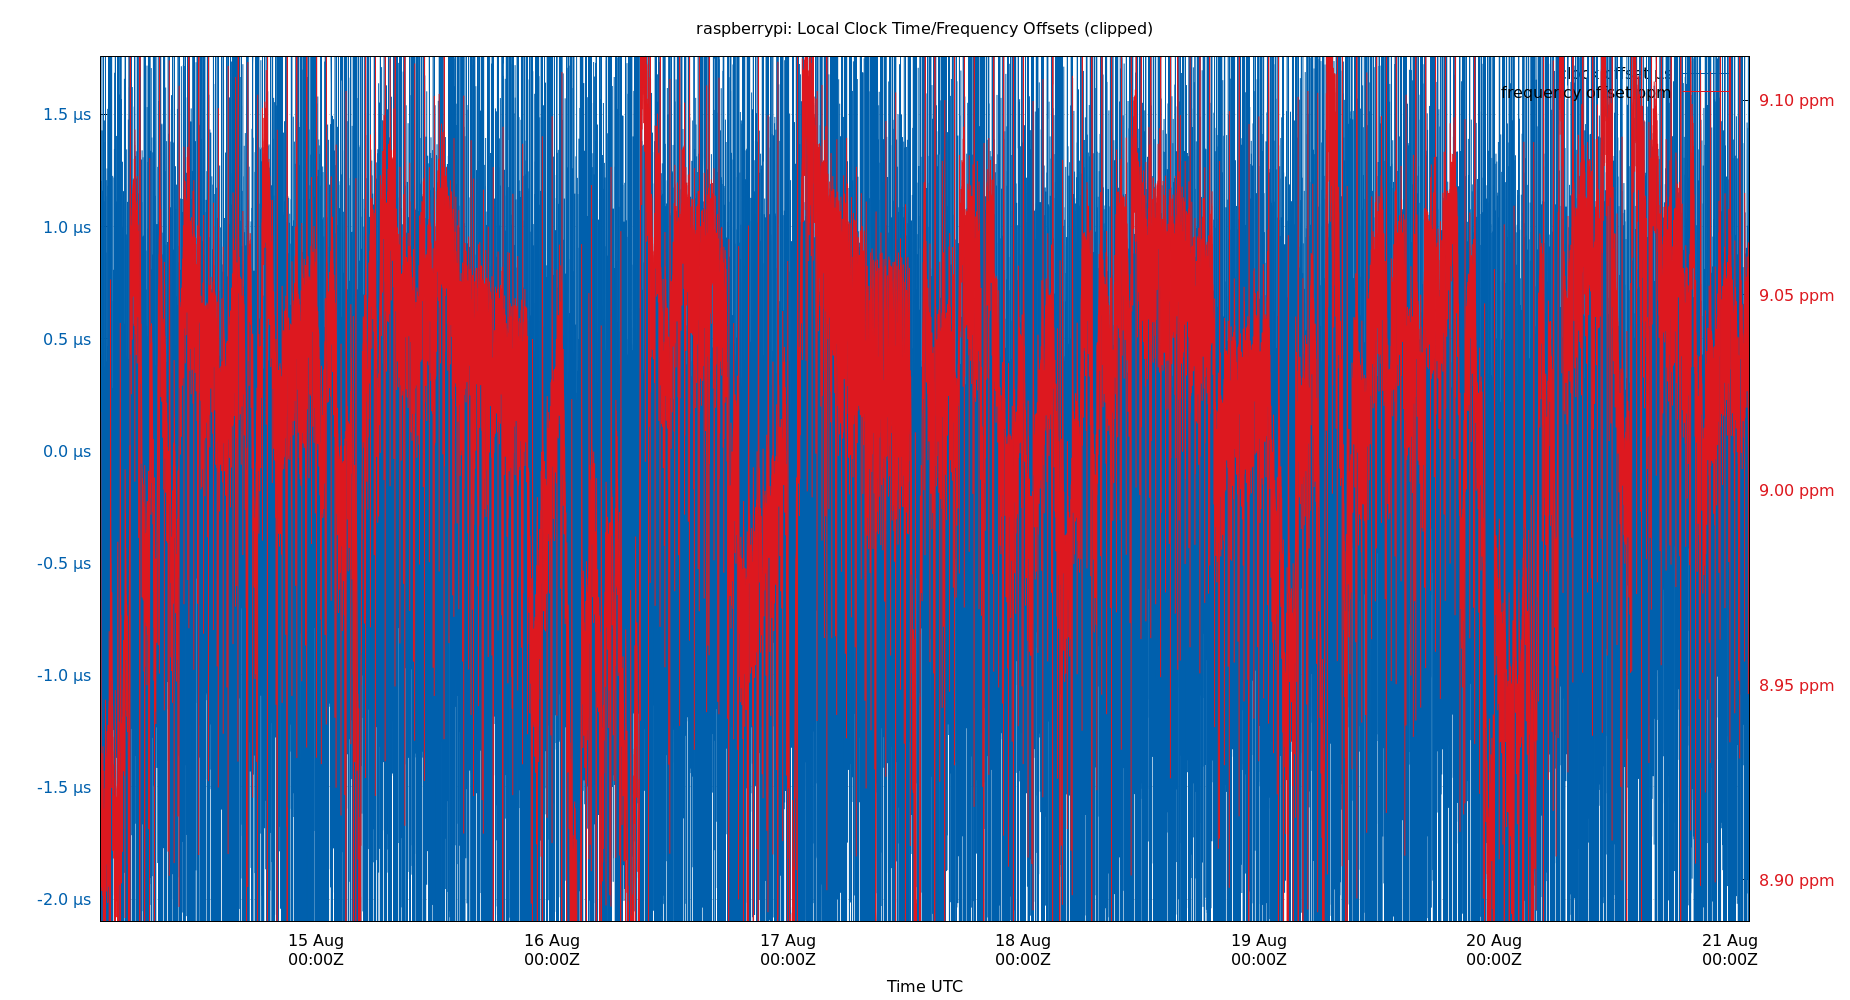 raspberrypi: Local Clock Time/Frequency Offsets (clipped)
clock offset us
frequency offset ppm
1.5 µs
1.0 µs
0.5 µs
0.0 µs
-0.5 µs
-1.0 µs
-1.5 µs
-2.0 µs
9.10 ppm
9.05 ppm
9.00 ppm
8.95 ppm
8.90 ppm
15 Aug
00:00Z
16 Aug
00:00Z
17 Aug
00:00Z
18 Aug
00:00Z
19 Aug
00:00Z
20 Aug
00:00Z
21 Aug
00:00Z
Time UTC